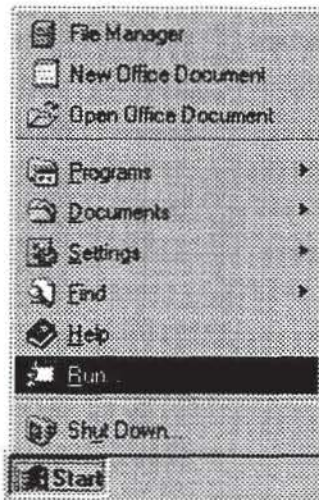 File Manager
New Office Document
Open Office Document
Programs
Documents
Settings
Find
Help
Run...
Shut Down...
Start